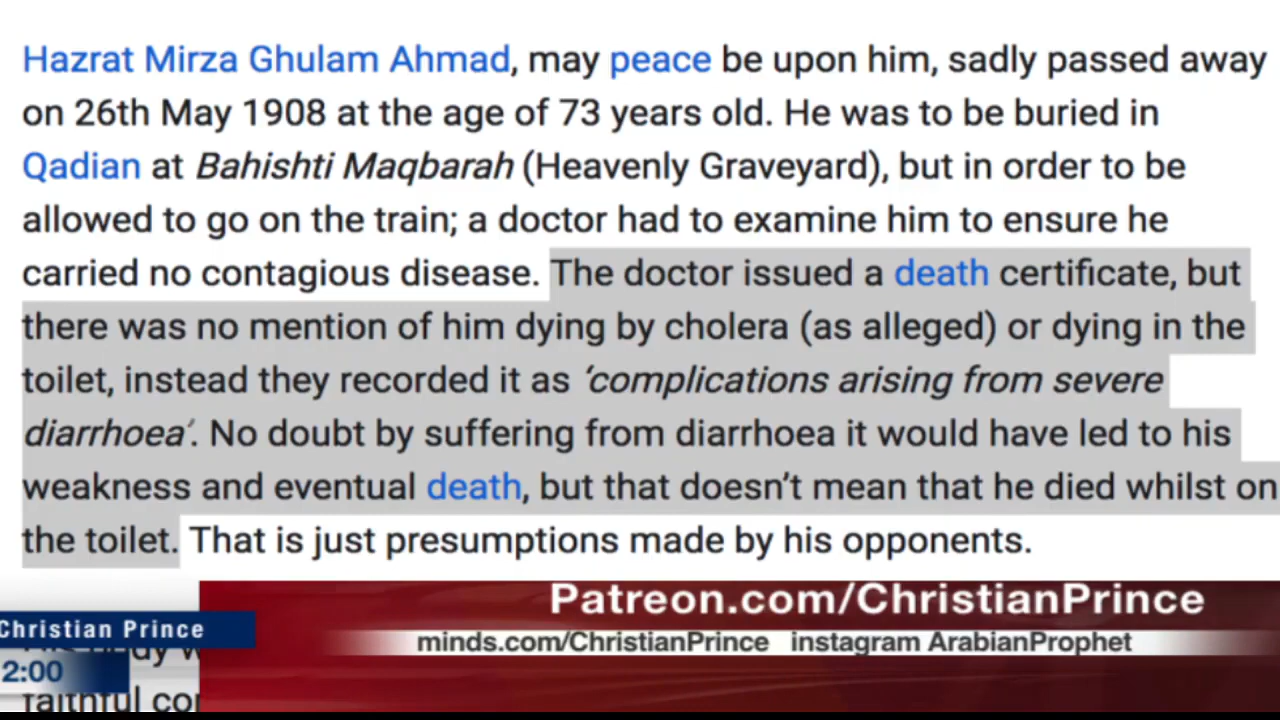 Hazrat Mirza Ghulam Ahmad, may peace be upon him, sadly passed away
on 26th May 1908 at the age of 73 years old. He was to be buried in
Qadian at Bahishti Maqbarah (Heavenly Graveyard), but in order to be
allowed to go on the train; a doctor had to examine him to ensure he
carried no contagious disease. The doctor issued a death certificate, but
there was no mention of him dying by cholera (as alleged) or dying in the
toilet, instead they recorded it as ‘complications arising from severe
diarrhoea’. No doubt by suffering from diarrhoea it would have led to his
weakness and eventual death, but that doesn’t mean that he died whilst on
the toilet. That is just presumptions made by his opponents.
Patreon.com/ChristianPrince
Christian Prince
minds.com/ChristianPrince instagram ArabianProphet
2:00
faithful